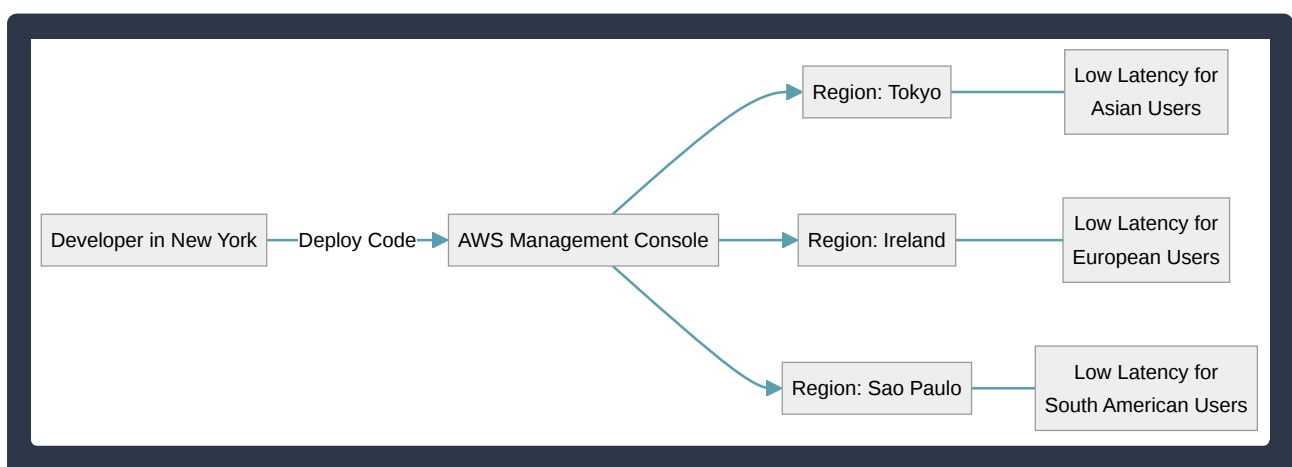 Developer in New York
Deploy Code
AWS Management Console
Region: Tokyo
Low Latency for
Asian Users
Region: Ireland
Low Latency for
European Users
Region: Sao Paulo
Low Latency for
South American Users